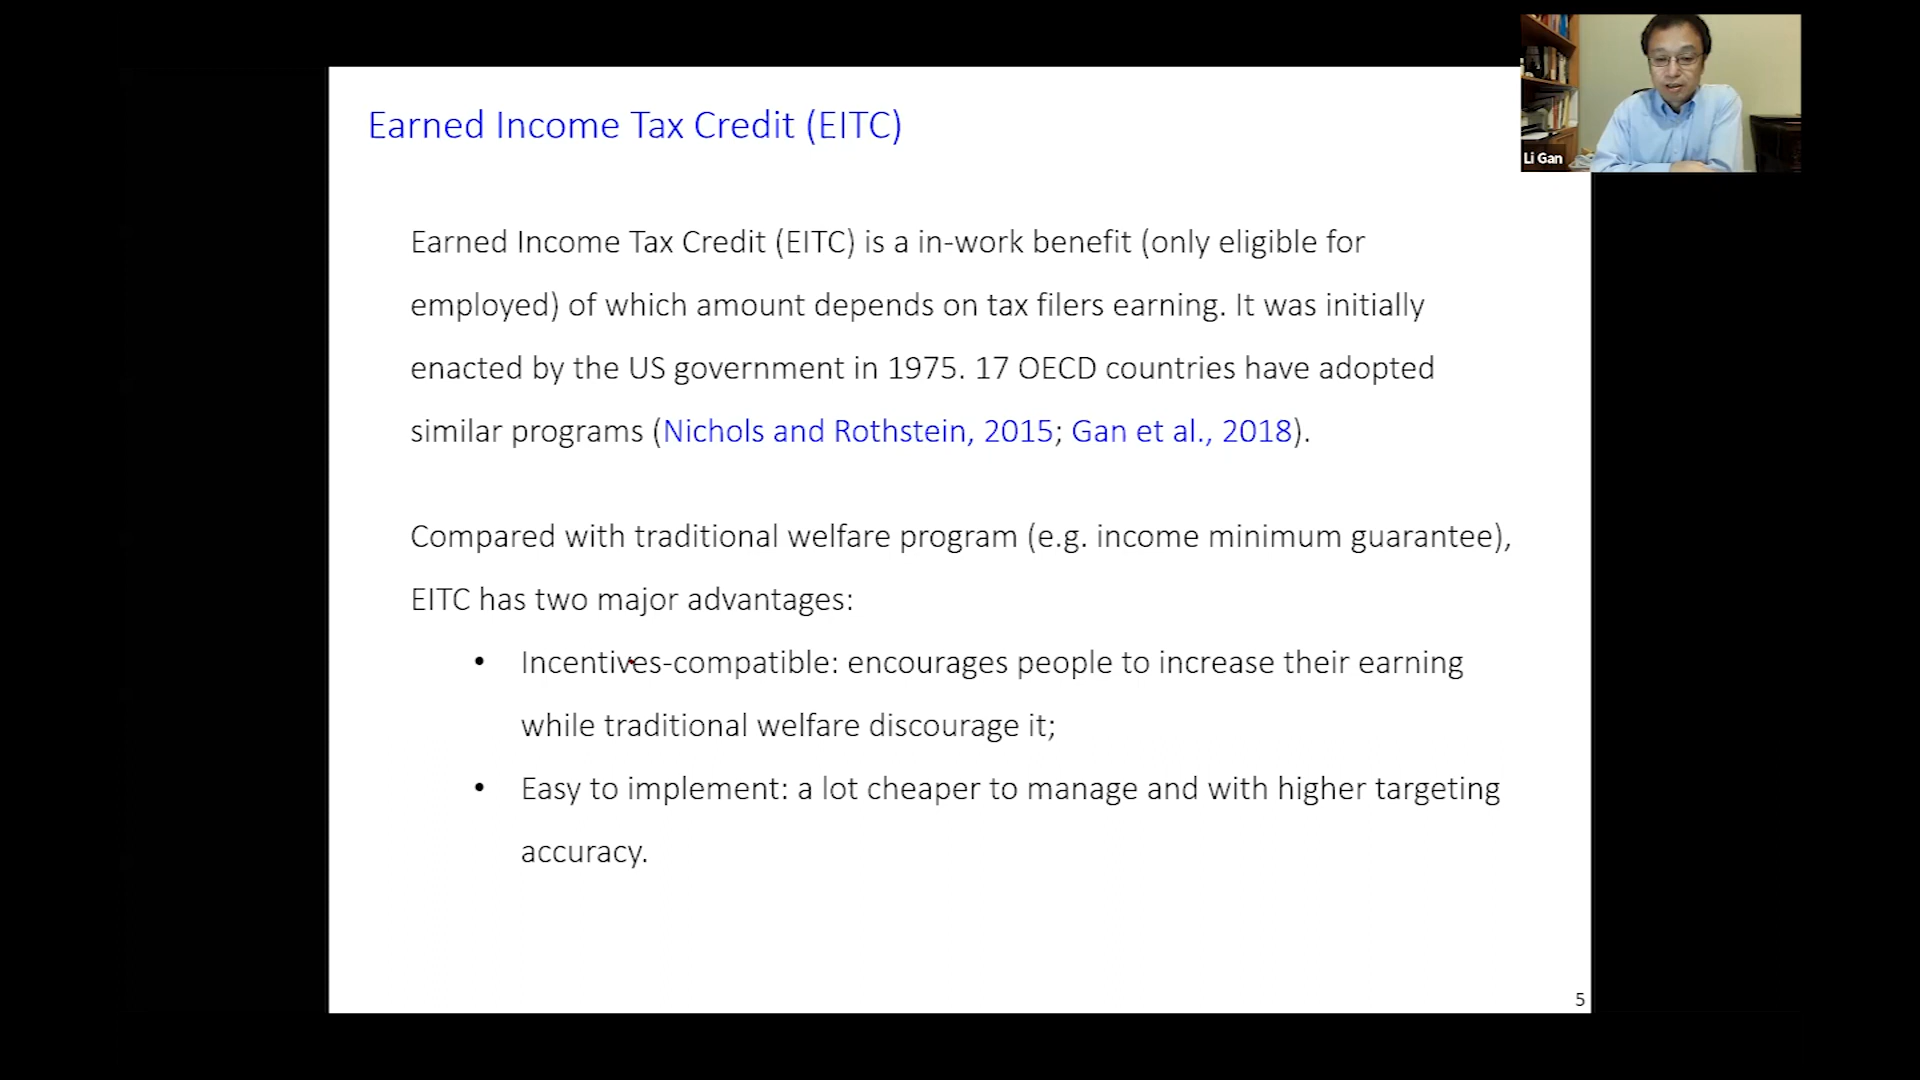 Li Gan
Earned Income Tax Credit (EITC)
Earned Income Tax Credit (EITC) is a in-work benefit (only eligible for
employed) of which amount depends on tax filers earning. It was initially
enacted by the US government in 1975. 17 OECD countries have adopted
similar programs (Nichols and Rothstein, 2015; Gan et al., 2018).
Compared with traditional welfare program (e.g. income minimum guarantee),
EITC has two major advantages:
• Incentives-compatible: encourages people to increase their earning
while traditional welfare discourage it;
• Easy to implement: a lot cheaper to manage and with higher targeting
accuracy.
5